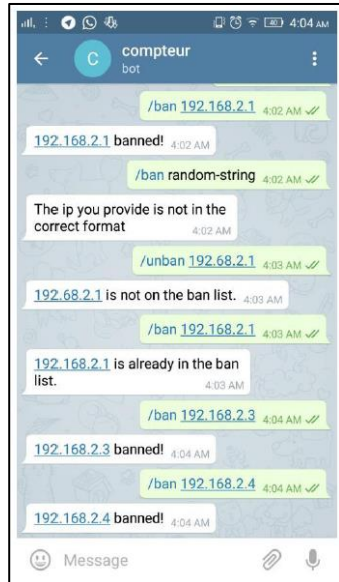 4:04 AM
40
C
compteur
bot
/ban 192.168.2.1 4:02 AM
192.168.2.1 banned! 4:02 AM
/ban random-string 4:02 AM
The ip you provide is not in the
correct format 4:02 AM
/unban 192.68.2.1 4:03 AM
192.68.2.1 is not on the ban list. 4:03 AM
/ban 192.168.2.1 4:03 AM
192.168.2.1 is already in the ban
list. 4:03 AM
/ban 192.168.2.3 4:04 AM
192.168.2.3 banned! 4:04 AM
/ban 192.168.2.4 4:04 AM
192.168.2.4 banned! 4:04 AM
Message